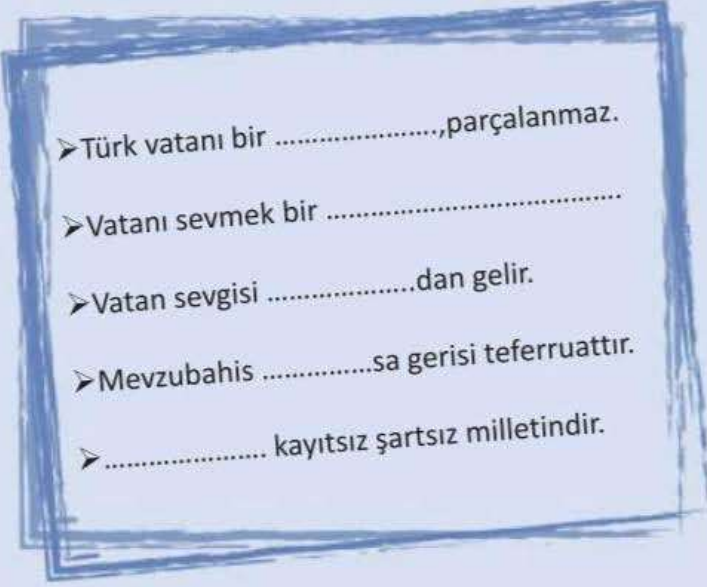 ➢Türk vatanı bir ......................,parçalanmaz.
➢Vatanı sevmek bir .......................................
➢Vatan sevgisi ....................dan gelir.
➢Mevzubahis ...............sa gerisi teferruattır.
➢...................... kayıtsız şartsız milletindir.